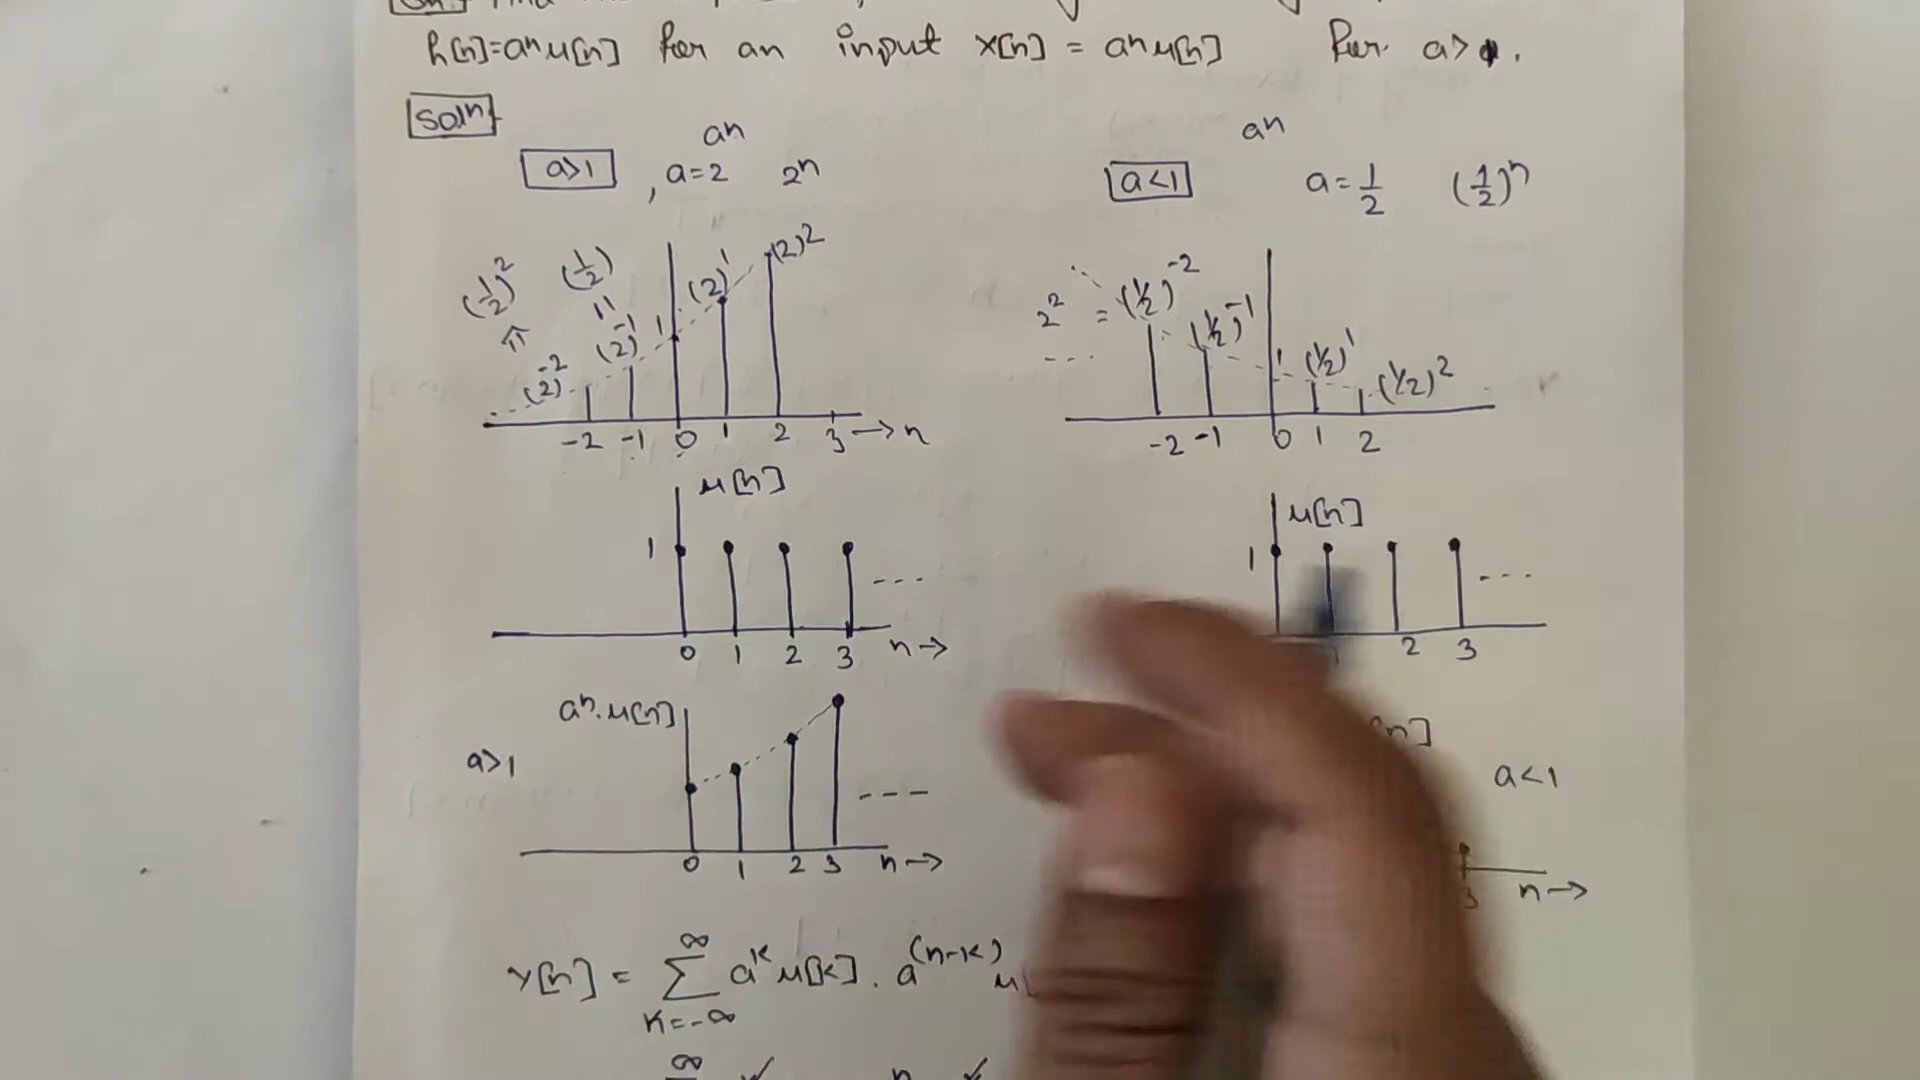 h[n]=aⁿu[n] for an input x[n] = aⁿu[n] for a>
Solⁿ
aⁿ
a>1 , a=2 2ⁿ
(1/2)² (1/2)
(2)⁻² (2)⁻¹ 1 (2)¹ (2)²
-2 -1 0 1 2 3 → n
u[n]
1
0 1 2 3 n →
aⁿ.u[n]
a>1
0 1 2 3 n →
aⁿ
a<1 a=1/2 (1/2)ⁿ
2² = (1/2)⁻² (1/2)⁻¹ 1 (1/2)¹ (1/2)²
-2 -1 0 1 2
u[n]
1
2 3
n]
a<1
3 n →
y[n] = ∞Σk=-∞ aᵏ u[k] . a⁽ⁿ⁻ᵏ⁾ u
∞ n